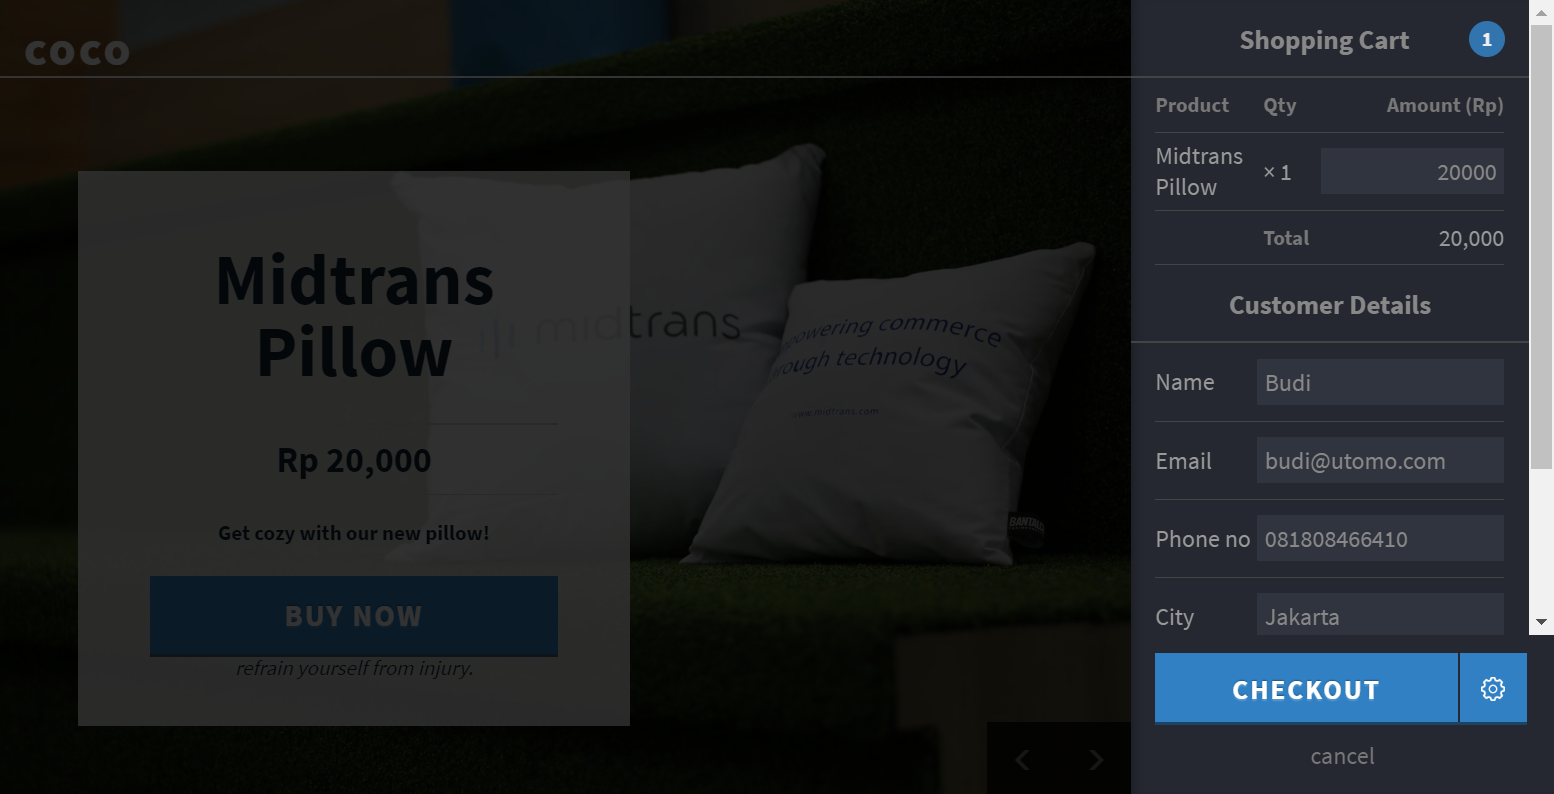 coco
Midtrans
Pillow
Rp 20,000
Get cozy with our new pillow!
BUY NOW
refrain yourself from injury.
midtrans
commerce
technology
www.midtrans.com
Shopping Cart 1
Product Qty Amount (Rp)
Midtrans
Pillow × 1 20000
Total 20,000
Customer Details
Name Budi
Email budi@utomo.com
Phone no 081808466410
City Jakarta
CHECKOUT
cancel